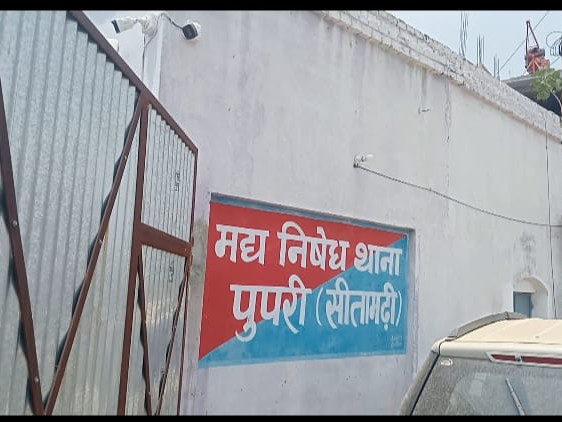 मद्य निषेध थाना
पुपरी (सीतामढ़ी)